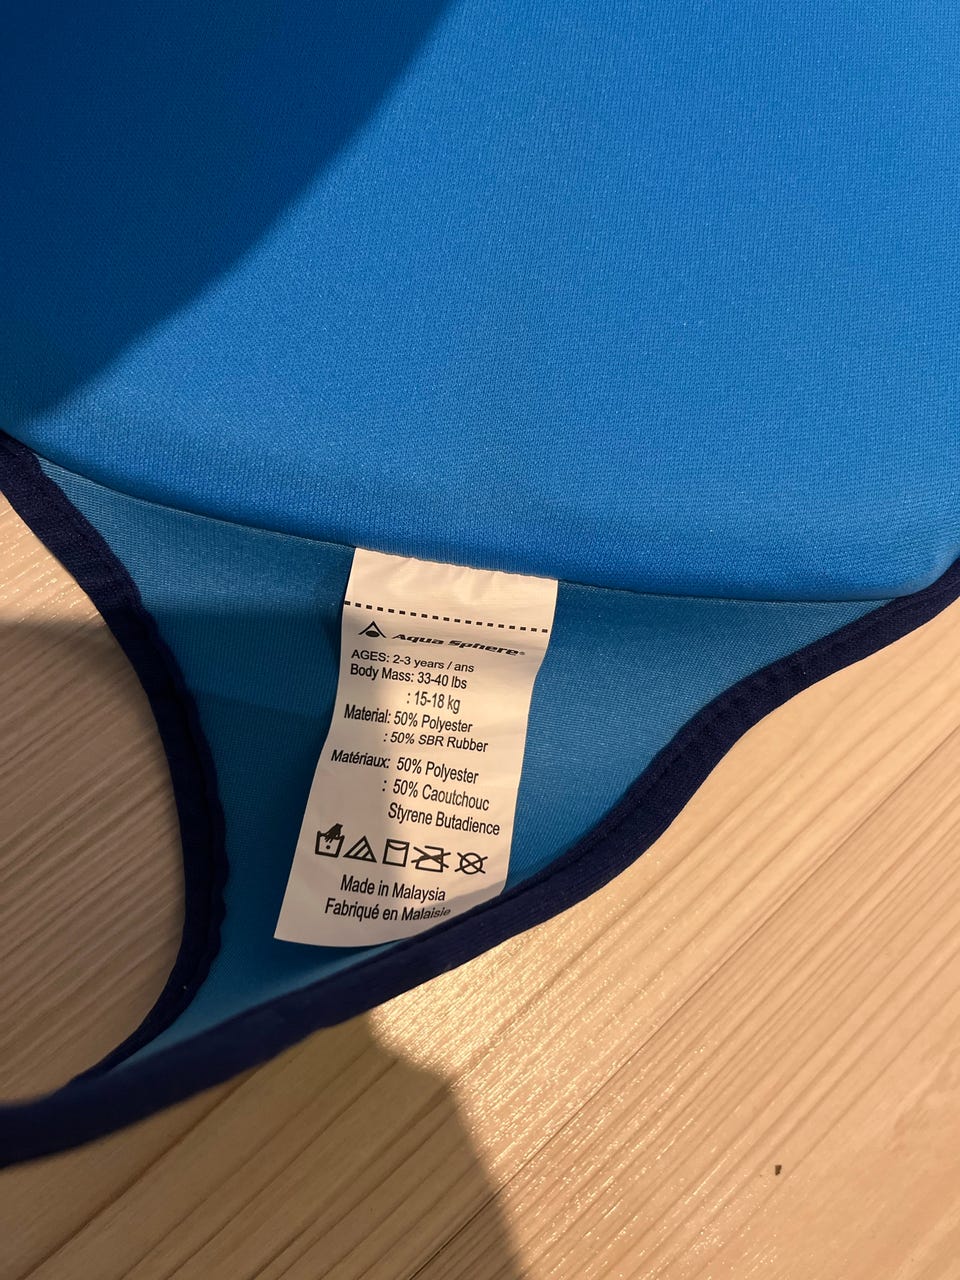 Aqua Sphere®
AGES: 2-3 years / ans
Body Mass: 33-40 lbs
: 15-18 kg
Material: 50% Polyester
: 50% SBR Rubber
Matériaux: 50% Polyester
: 50% Caoutchouc
Styrene Butadience
Made in Malaysia
Fabriqué en Malaisie